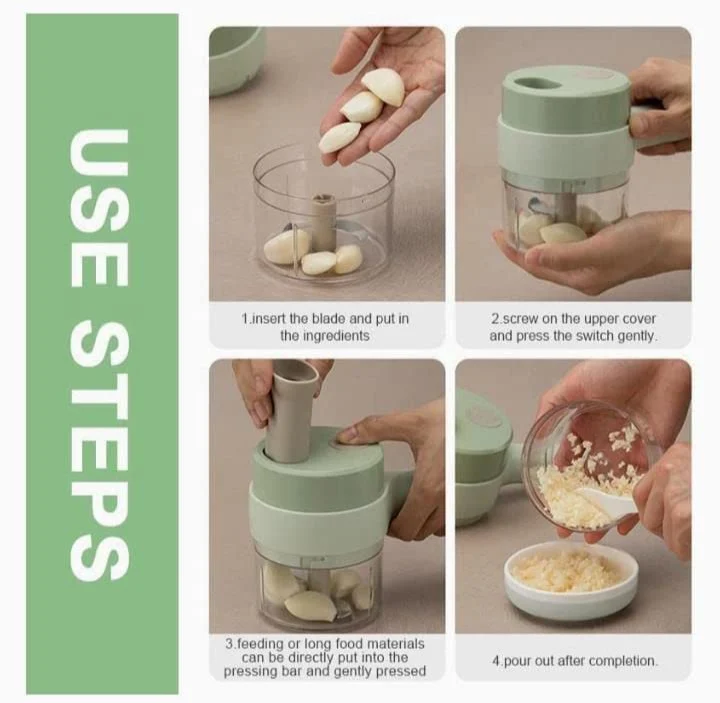 USE STEPS
1.insert the blade and put in
the ingredients
2.screw on the upper cover
and press the switch gently.
3.feeding or long food materials
can be directly put into the
pressing bar and gently pressed
4.pour out after completion.